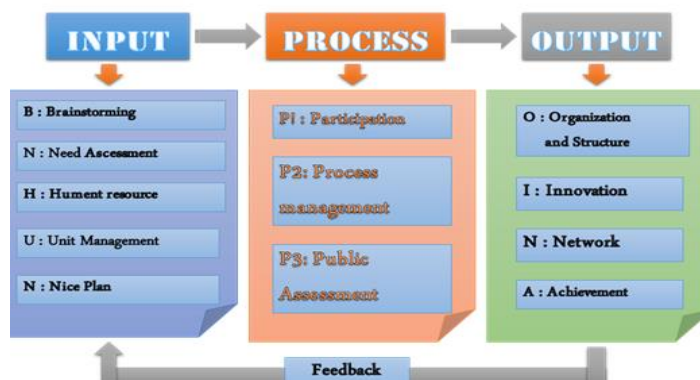 INPUT
PROCESS
OUTPUT
B : Brainstorming
N : Need Ascessment
H : Hument resource
U : Unit Management
N : Nice Plan
P! : Participation
P2: Process
management
P3: Public
Assessment
O : Organization
and Structure
I : Innovation
N : Network
A : Achievement
Feedback